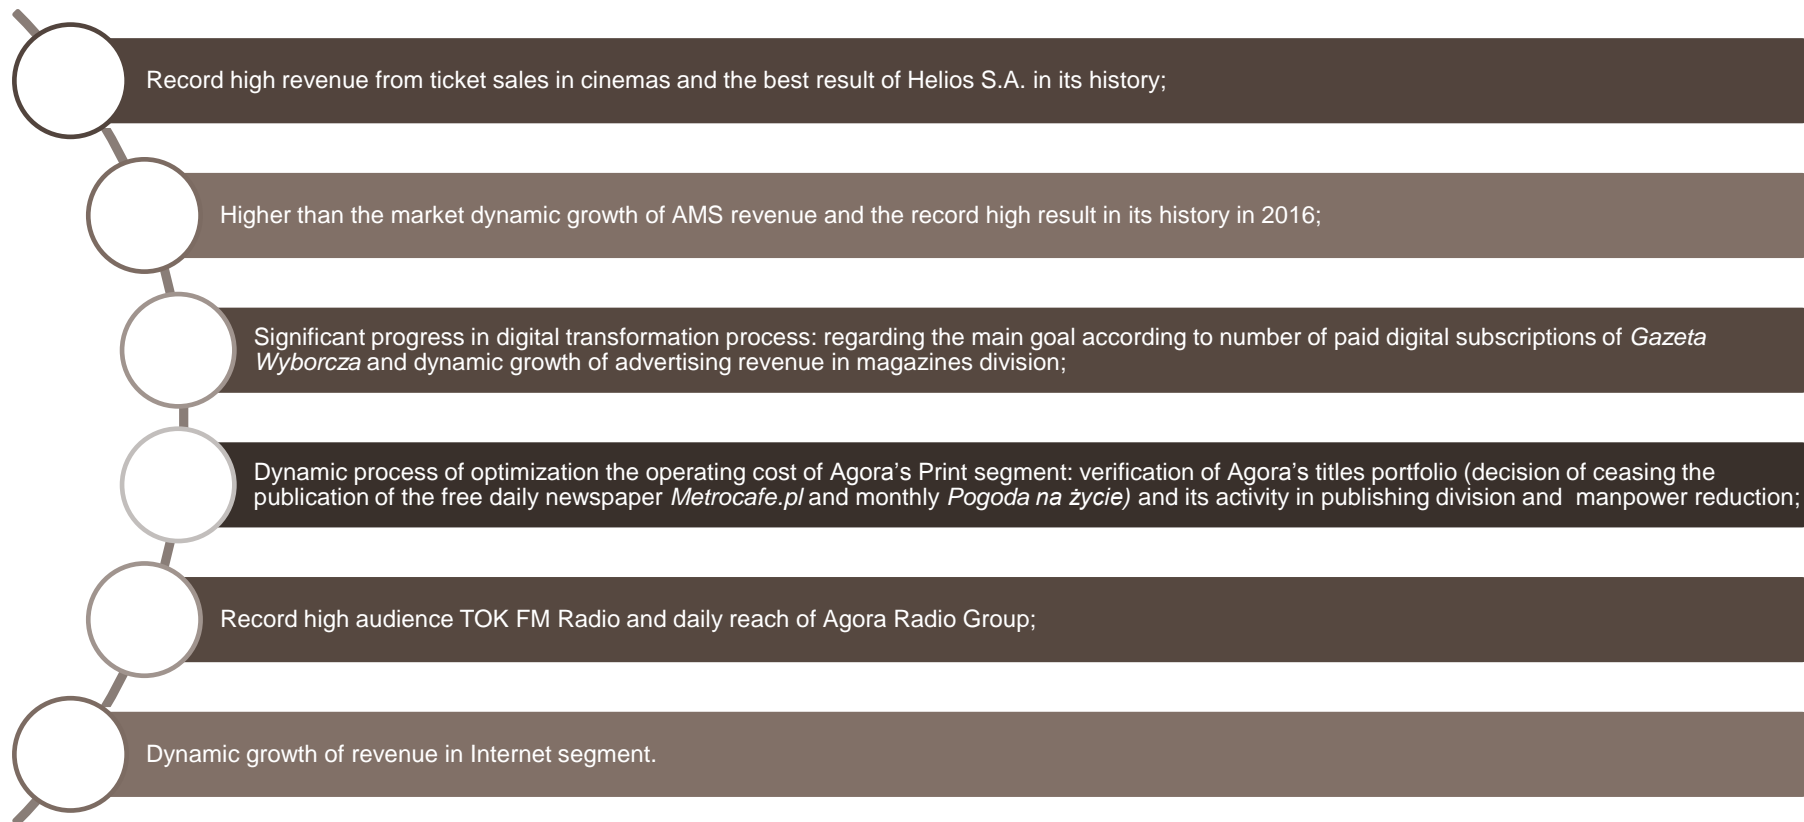 Record high revenue from ticket sales in cinemas and the best result of Helios S.A. in its history;
Higher than the market dynamic growth of AMS revenue and the record high result in its history in 2016;
Significant progress in digital transformation process: regarding the main goal according to number of paid digital subscriptions of Gazeta
Wyborcza and dynamic growth of advertising revenue in magazines division;
Dynamic process of optimization the operating cost of Agora's Print segment: verification of Agora's titles portfolio (decision of ceasing the
publication of the free daily newspaper Metrocafe.pl and monthly Pogoda na życie) and its activity in publishing division and  manpower reduction;
Record high audience TOK FM Radio and daily reach of Agora Radio Group;
Dynamic growth of revenue in Internet segment.